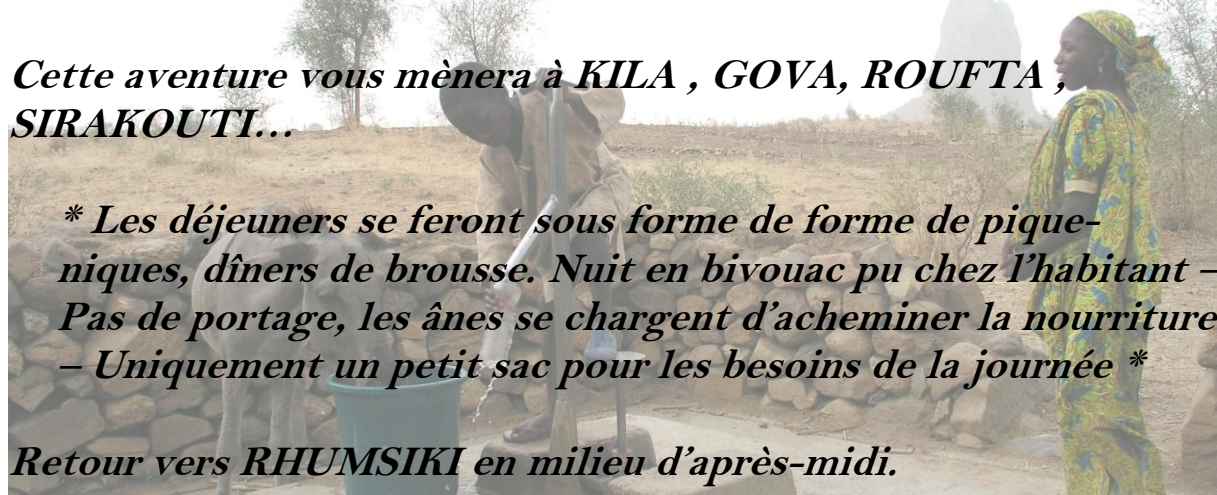 Cette aventure vous mènera à KILA , GOVA, ROUFTA ,
SIRAKOUTI…
* Les déjeuners se feront sous forme de forme de pique-
niques, dîners de brousse. Nuit en bivouac pu chez l’habitant –
Pas de portage, les ânes se chargent d’acheminer la nourriture
– Uniquement un petit sac pour les besoins de la journée *
Retour vers RHUMSIKI en milieu d’après-midi.